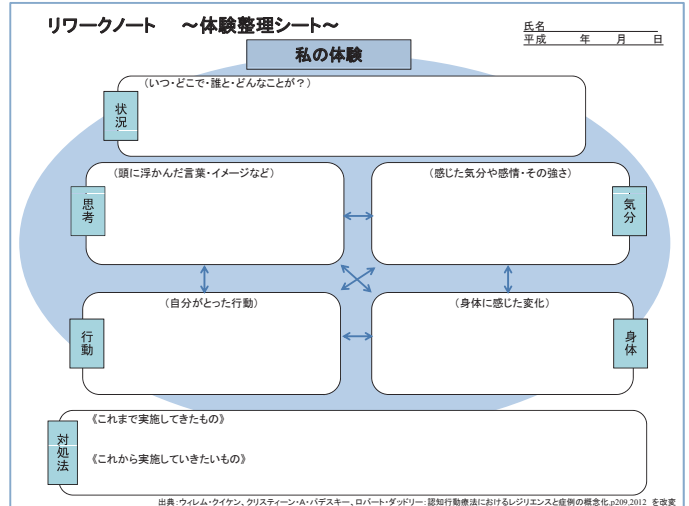 リワークノート　～体験整理シート～
氏名
平成　　年　　月　　日
私の体験
（いつ・どこで・誰と・どんなことが？）
状況
（頭に浮かんだ言葉・イメージなど）
思考
（感じた気分や感情・その強さ）
気分
（自分がとった行動）
行動
（身体に感じた変化）
身体
対処法
《これまで実施してきたもの》
《これから実施していきたいもの》
出典：ウィレム・クイケン、クリスティーン・A・パデスキー、ロバート・ダッドリー：認知行動療法におけるレジリエンスと症例の概念化,p209,2012　を改変